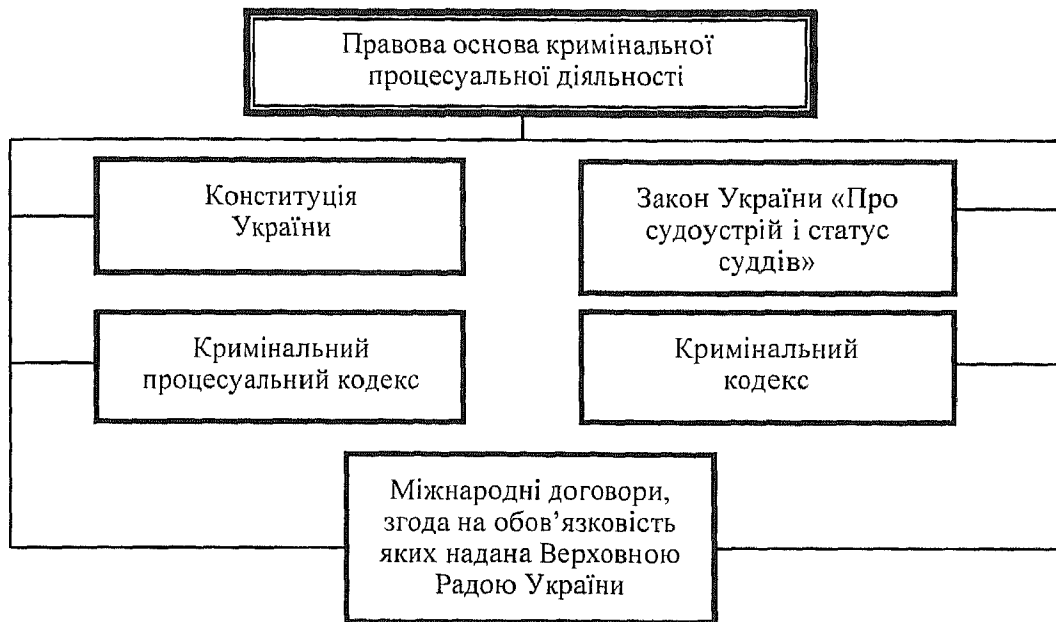 Правова основа кримінальної
процесуальної діяльності
Конституція
України
Закон України «Про
судоустрій і статус
суддів»
Кримінальний
процесуальний кодекс
Кримінальний
кодекс
Міжнародні договори,
згода на обов’язковість
яких надана Верховною
Радою України